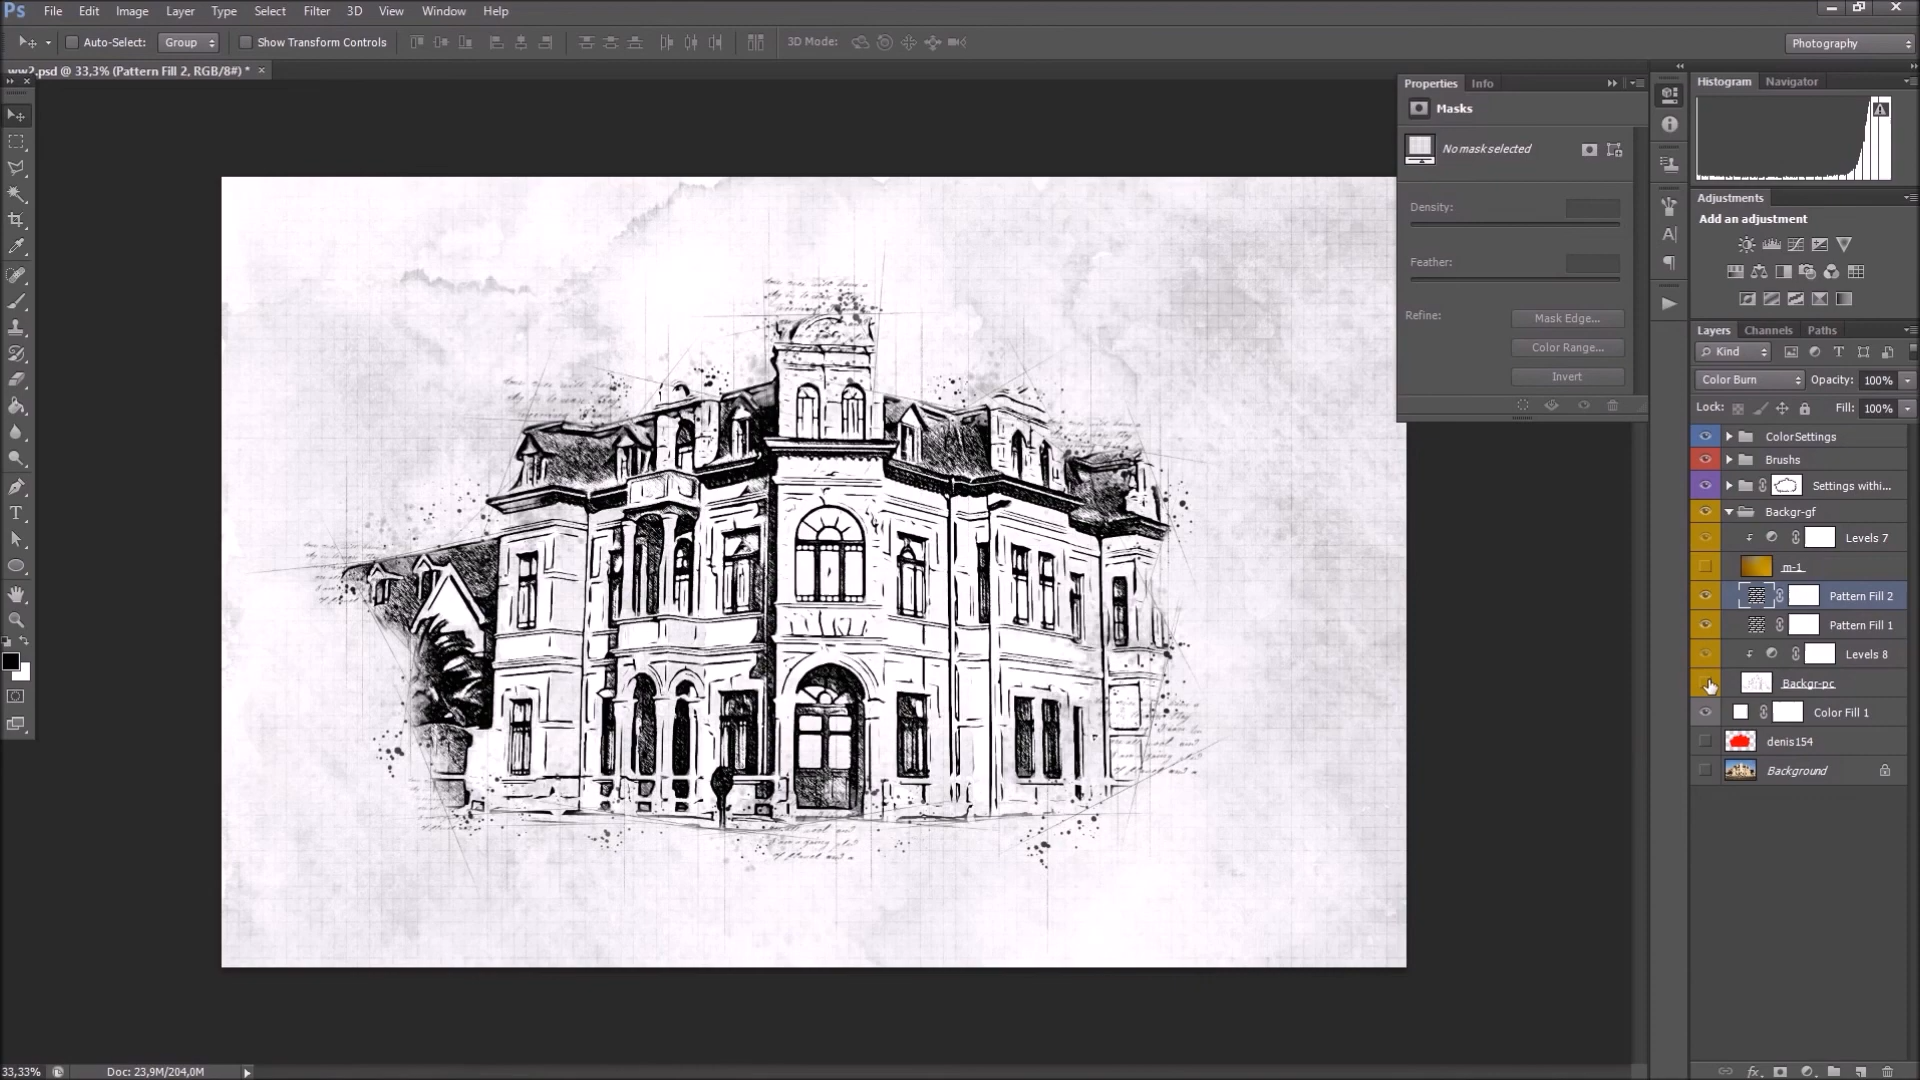 Ps File Edit Image Layer Type Select Filter 3D View Window Help
Auto-Select: Group Show Transform Controls 3D Mode: Photography
ww2.psd @ 33,3% (Pattern Fill 2, RGB/8#) * ×
Properties Info
Masks
No mask selected
Density:
Feather:
Refine: Mask Edge...
Color Range...
Invert
Histogram Navigator
Adjustments
Add an adjustment
Layers Channels Paths
Kind
Color Burn Opacity: 100%
Lock: Fill: 100%
ColorSettings
Brushs
Settings withi...
Backgr-gf
Levels 7
m-1
Pattern Fill 2
Pattern Fill 1
Levels 8
Backgr-pc
Color Fill 1
denis154
Background
33,33% Doc: 23,9M/204,0M